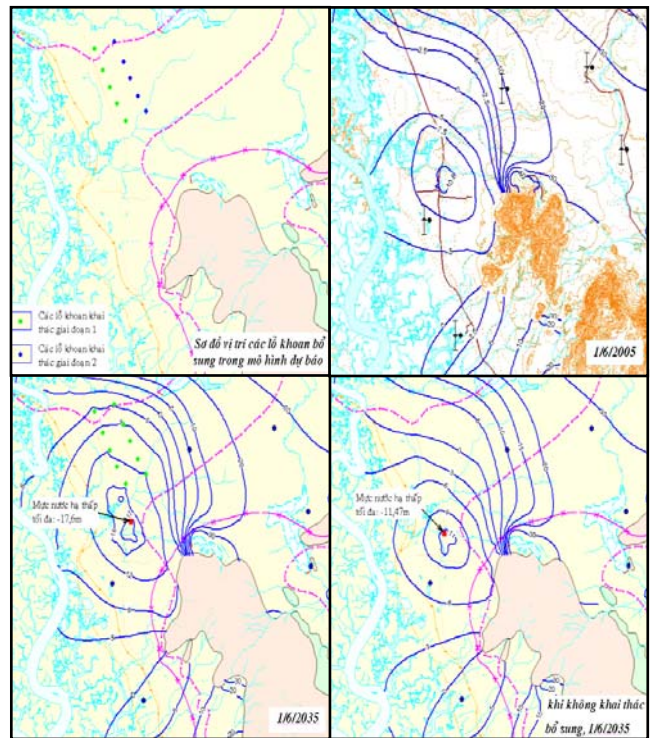 Các lỗ khoan khai
thác giai đoạn 1
Các lỗ khoan khai
thác giai đoạn 2
Sơ đồ vị trí các lỗ khoan bổ
sung trong mô hình dự báo
1/6/2005
Mực nước hạ thấp
tối đa: -17,6m
1/6/2035
Mực nước hạ thấp
tối đa: -11,47m
khi không khai thác
bổ sung, 1/6/2035